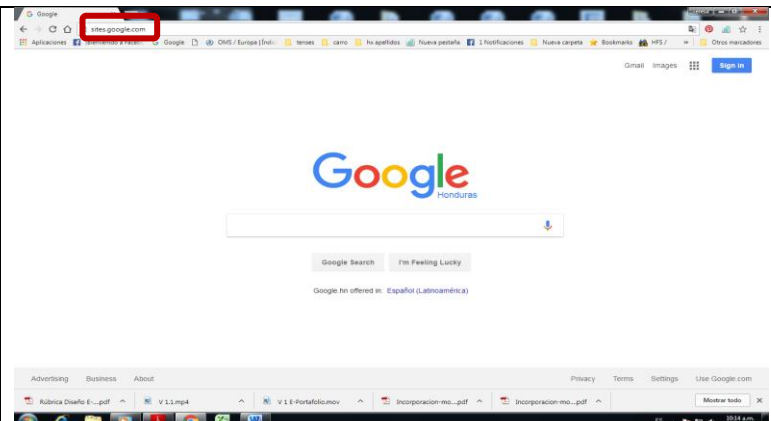 Google
sites.google.com
Aplicaciones Google OMS / Europa tenses carro hx apellidos Nueva pestaña 1 Notificaciones Nueva carpeta Bookmarks HFS / » Otros marcadores
Gmail Images Sign in
Google
Honduras
Google Search I'm Feeling Lucky
Google.hn offered in: Español (Latinoamérica)
Advertising Business About Privacy Terms Settings Use Google.com
Rúbrica Diseño E-....pdf V 1.1.mp4 V 1 E-Portafolio.mov Incorporacion-mo....pdf Incorporacion-mo....pdf Mostrar todo
10:14 a.m.